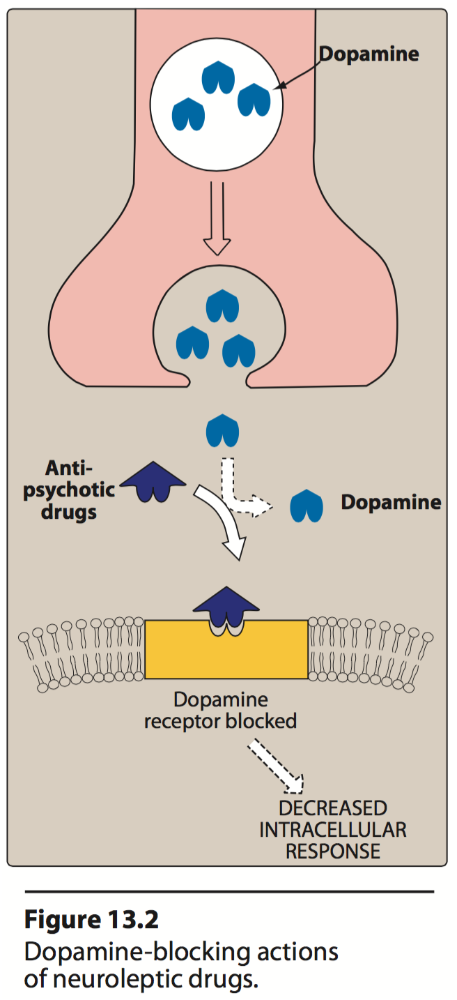 Dopamine
Anti-
psychotic
drugs
Dopamine
Dopamine
receptor blocked
DECREASED
INTRACELLULAR
RESPONSE
Figure 13.2
Dopamine-blocking actions
of neuroleptic drugs.